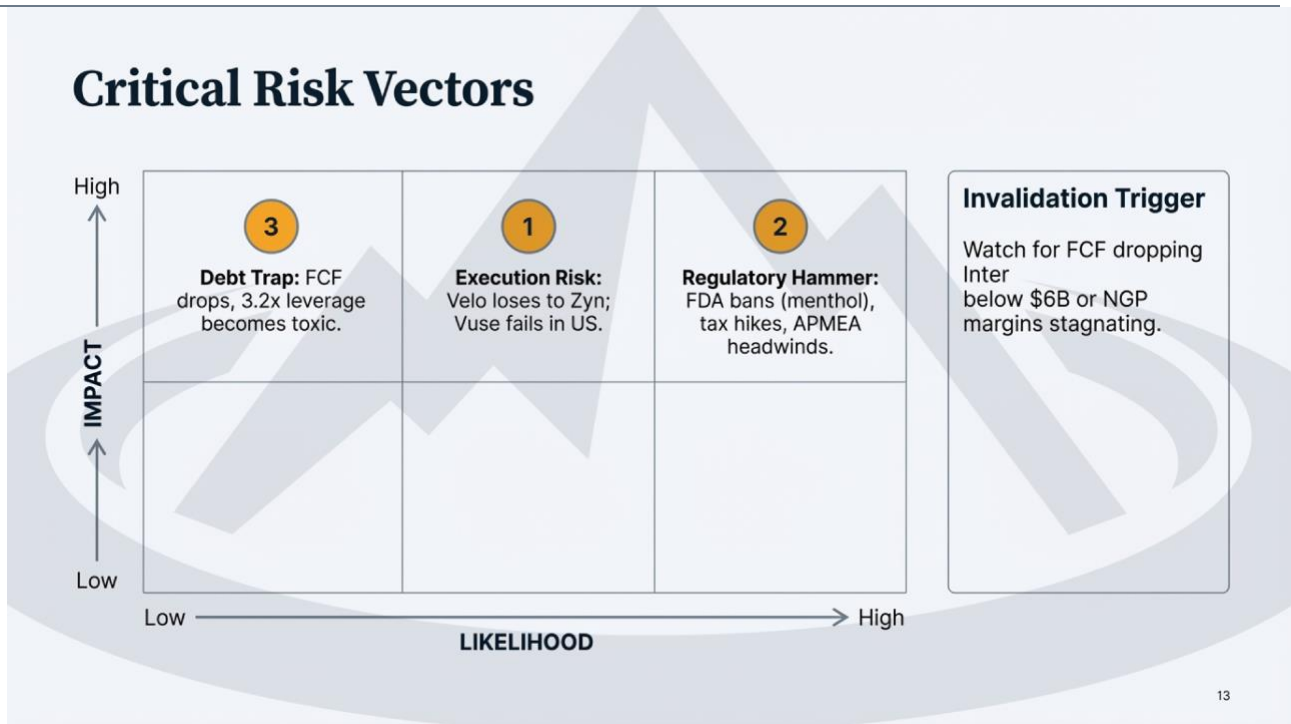 Critical Risk Vectors
High
3
Debt Trap: FCF
drops, 3.2x leverage
becomes toxic.
1
Execution Risk:
Velo loses to Zyn;
Vuse fails in US.
2
Regulatory Hammer:
FDA bans (menthol),
tax hikes, APMEA
headwinds.
IMPACT
Low
Low
High
LIKELIHOOD
Invalidation Trigger
Watch for FCF dropping
Inter
below $6B or NGP
margins stagnating.
13